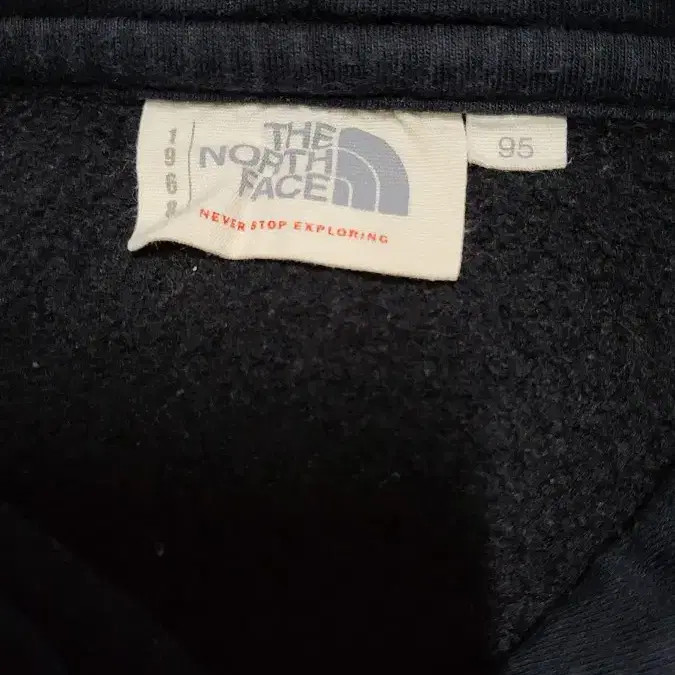 1968
THE
NORTH
FACE
NEVER STOP EXPLORING
95